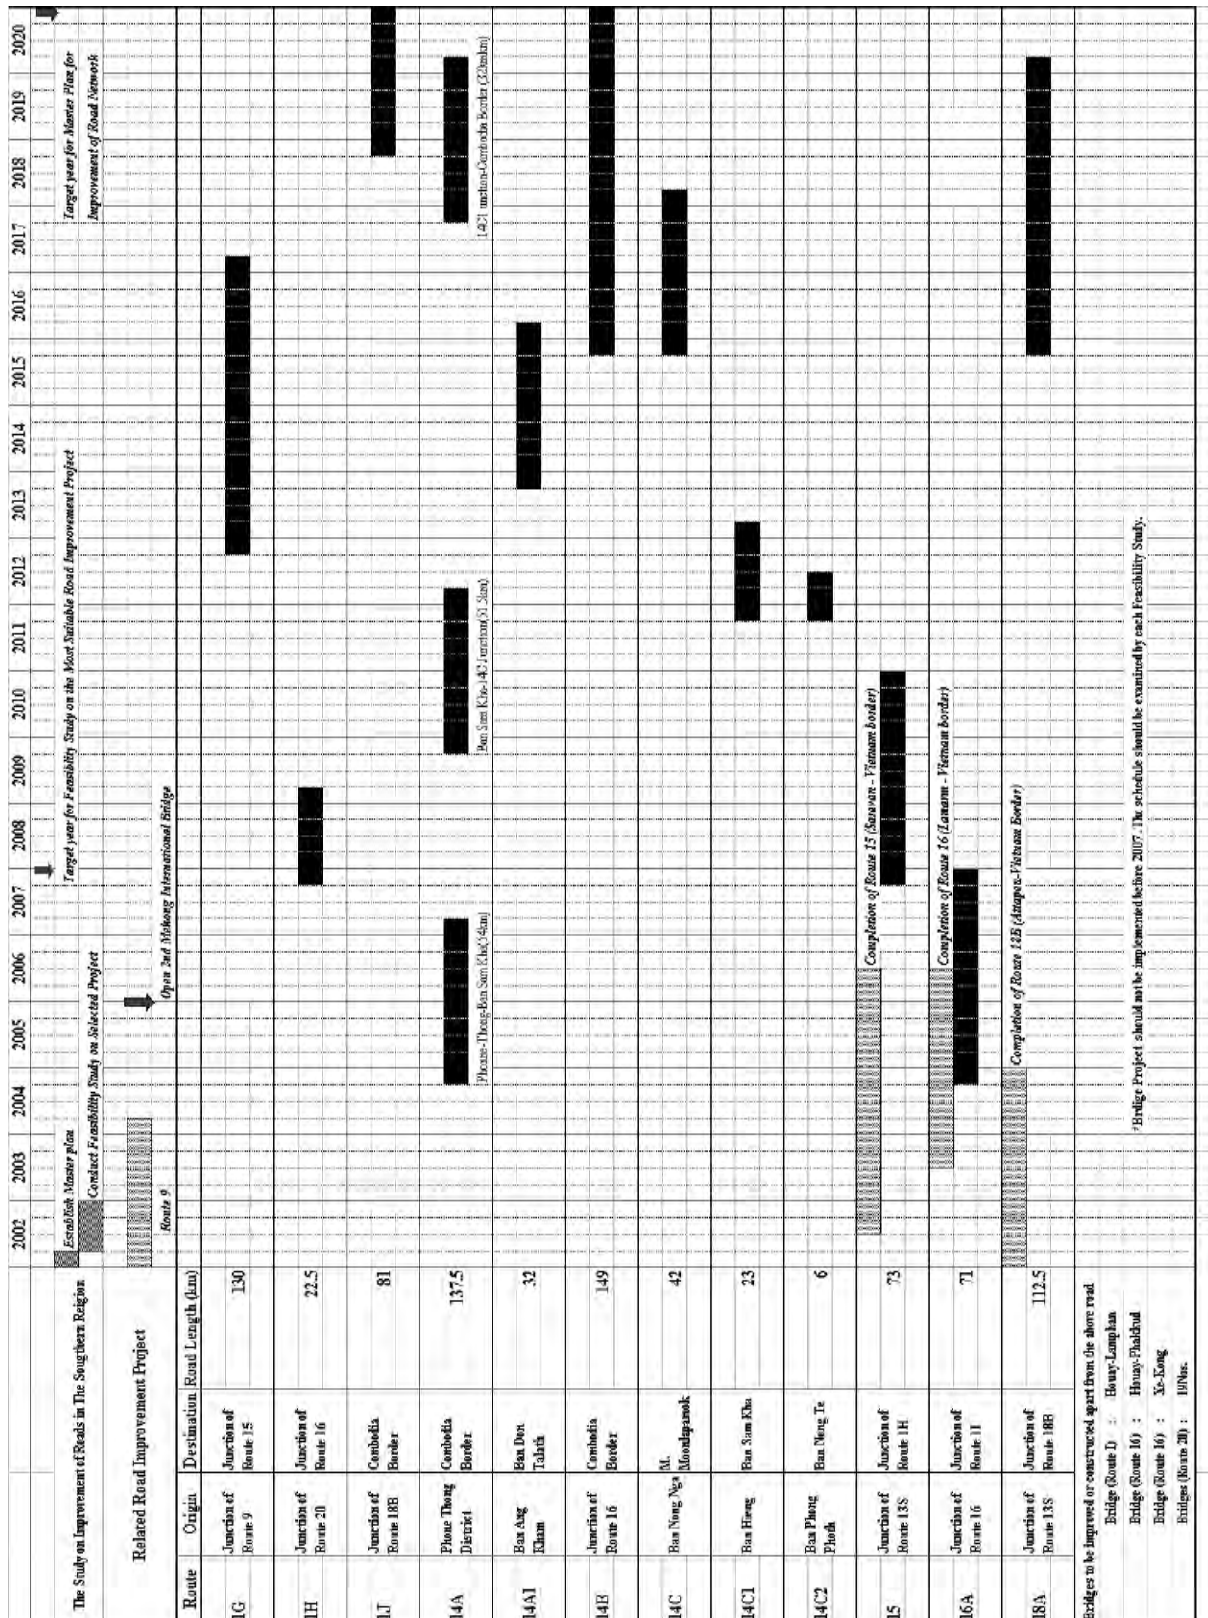 2002 2003 2004 2005 2006 2007 2008 2009 2010 2011 2012 2013 2014 2015 2016 2017 2018 2019 2020
The Study on Improvement of Roads in The Sougthern Reigion
Establish Master plan
Conduct Feasibility Study on Selected Project
Target year for Feasibility Study on the Most Suitable Road Improvement Project
Target year for Master Plan for
Improvement of Road Network
Related Road Improvement Project
Route 9
Open 2nd Mekong International Bridge
Route Origin Destination Road Length (km)
1G Junction of Route 9 Junction of Route 15 130
1H Junction of Route 20 Junction of Route 16 22.5
1J Junction of Route 18B Combodia Border 81
14A Phone Thong District Combodia Border 137.5
Phone-Thong-Ban Sam Kha(54km)
Ban Sam Kha-14C Junction(51.5km)
Border (32km)
14A1 Ban Ang Kham Ban Don Talath 32
14B Junction of Route 16 Combodia Border 149
14C Ban Nong Nga M. Moonlapamok 42
14C1 Ban Hieng Ban Sam Kha 23
14C2 Ban Phong Ban Nong Te 6
15 Junction of Route 13S Junction of Route 1H 73
Completion of Route 15 (Saravan - Vietnam border)
16A Junction of Route 16 Junction of Route 11 71
Completion of Route 16 (Lamarm - Vietnam border)
18A Junction of Route 13S Junction of Route 18B 112.5
Completion of Route 18B (Attapeu-Vietnam Border)
Bridges to be improved or constructed apart from the above road
Bridge (Route 1) : Houay-Lamphan
Bridge (Route 16) : Houay-Phalkhud
Bridge (Route 16) : Xe-Kong
Bridges (Route 20) : 19Nos.
*Brdige Project should not be implemented before 2007. The schedule should be examined by each Feasibility Study.